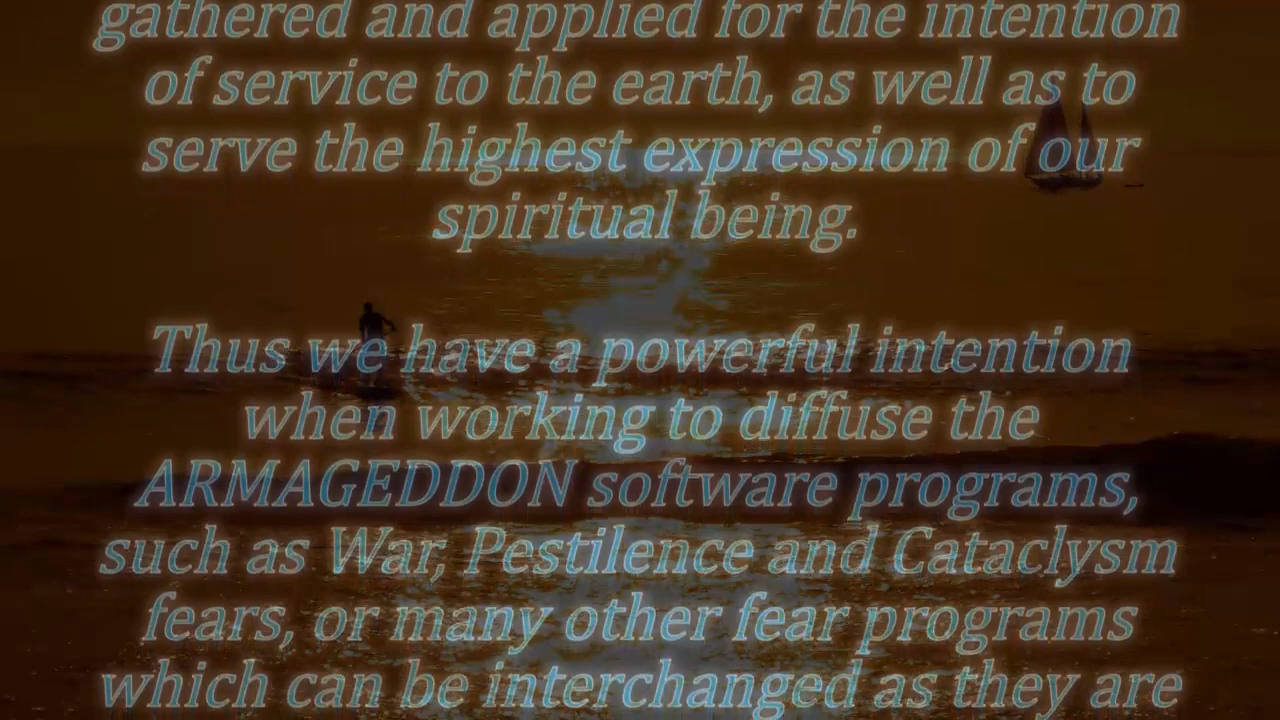 gathered and applied for the intention
of service to the earth, as well as to
serve the highest expression of our
spiritual being.
Thus we have a powerful intention
when working to diffuse the
ARMAGEDDON software programs,
such as War, Pestilence and Cataclysm
fears, or many other fear programs
which can be interchanged as they are